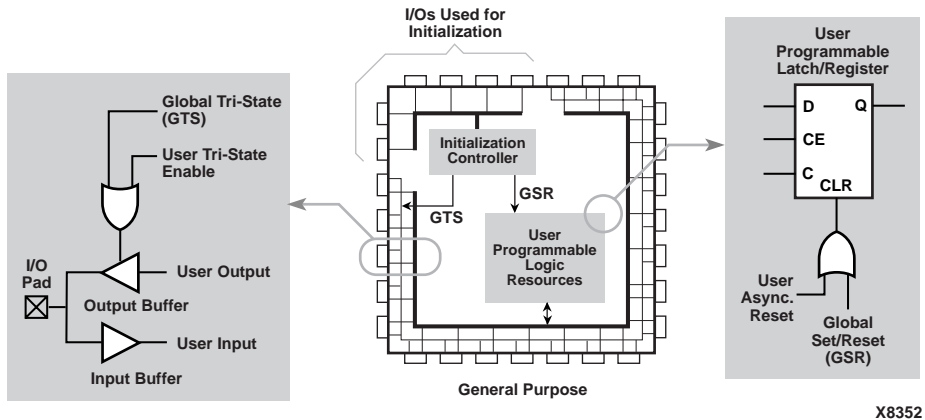 I/Os Used for
Initialization
Global Tri-State
(GTS)
User Tri-State
Enable
I/O
Pad
User Output
Output Buffer
User Input
Input Buffer
Initialization
Controller
GTS
GSR
User
Programmable
Logic
Resources
General Purpose
User
Programmable
Latch/Register
D
Q
CE
C
CLR
User
Async.
Reset
Global
Set/Reset
(GSR)
X8352